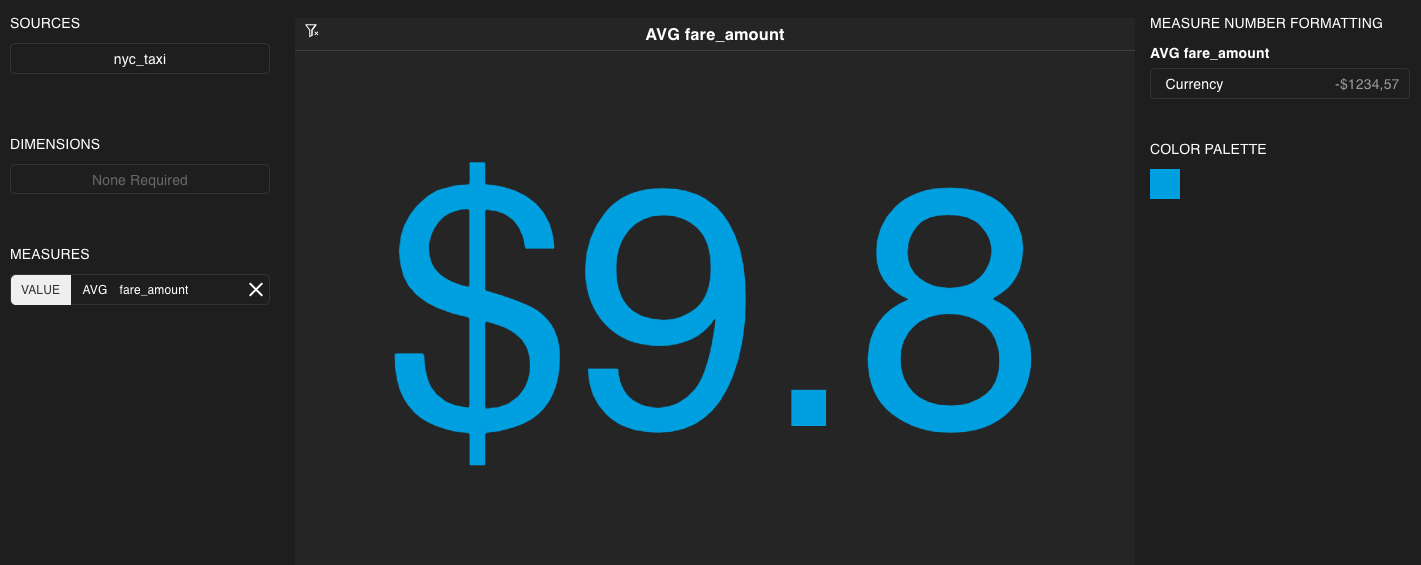 SOURCES
nyc_taxi
DIMENSIONS
None Required
MEASURES
VALUE AVG fare_amount
AVG fare_amount
$9.8
MEASURE NUMBER FORMATTING
AVG fare_amount
Currency -$1234,57
COLOR PALETTE